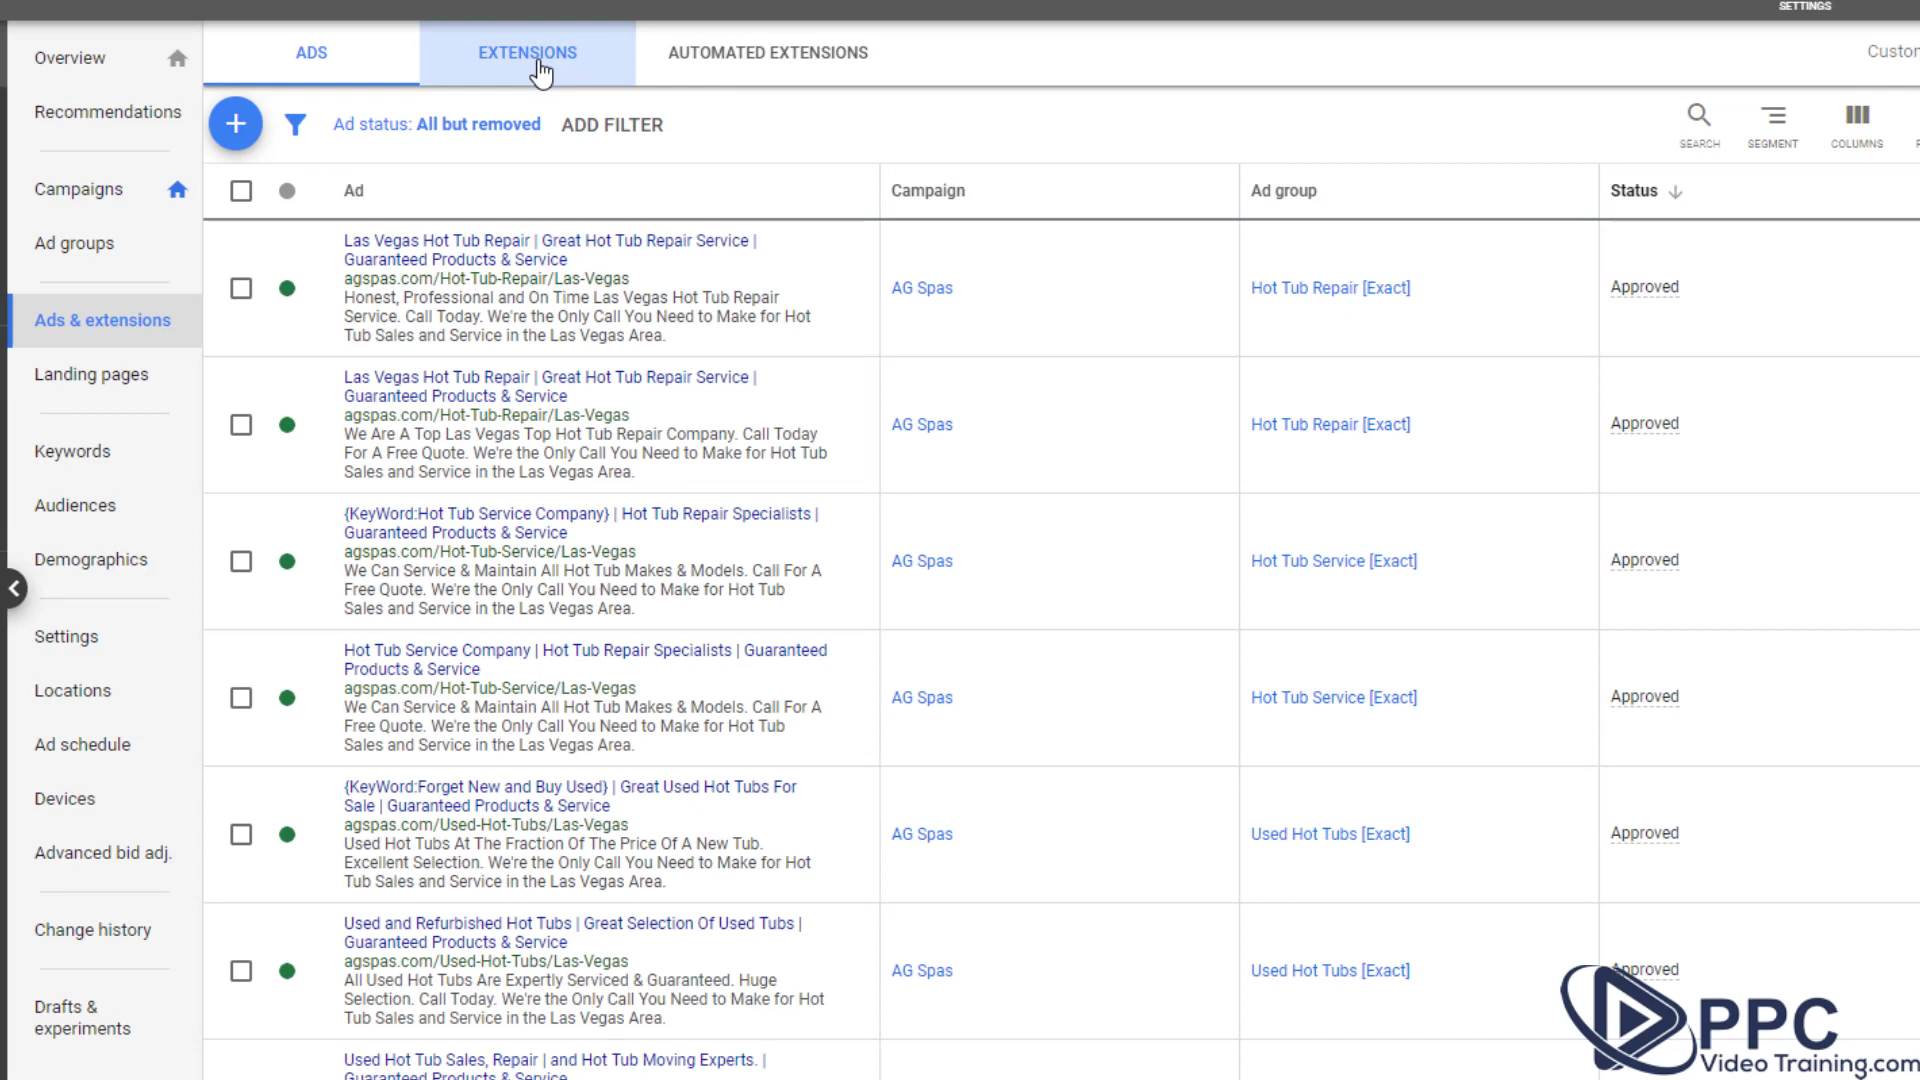 SETTINGS
Overview
Recommendations
Campaigns
Ad groups
Ads & extensions
Landing pages
Keywords
Audiences
Demographics
Settings
Locations
Ad schedule
Devices
Advanced bid adj.
Change history
Drafts &
experiments
ADS
EXTENSIONS
AUTOMATED EXTENSIONS
Ad status: All but removed
ADD FILTER
SEARCH
SEGMENT
COLUMNS
Ad
Campaign
Ad group
Status
Las Vegas Hot Tub Repair | Great Hot Tub Repair Service |
Guaranteed Products & Service
agspas.com/Hot-Tub-Repair/Las-Vegas
Honest, Professional and On Time Las Vegas Hot Tub Repair
Service. Call Today. We're the Only Call You Need to Make for Hot
Tub Sales and Service in the Las Vegas Area.
AG Spas
Hot Tub Repair [Exact]
Approved
Las Vegas Hot Tub Repair | Great Hot Tub Repair Service |
Guaranteed Products & Service
agspas.com/Hot-Tub-Repair/Las-Vegas
We Are A Top Las Vegas Top Hot Tub Repair Company. Call Today
For A Free Quote. We're the Only Call You Need to Make for Hot Tub
Sales and Service in the Las Vegas Area.
AG Spas
Hot Tub Repair [Exact]
Approved
{KeyWord:Hot Tub Service Company} | Hot Tub Repair Specialists |
Guaranteed Products & Service
agspas.com/Hot-Tub-Service/Las-Vegas
We Can Service & Maintain All Hot Tub Makes & Models. Call For A
Free Quote. We're the Only Call You Need to Make for Hot Tub
Sales and Service in the Las Vegas Area.
AG Spas
Hot Tub Service [Exact]
Approved
Hot Tub Service Company | Hot Tub Repair Specialists | Guaranteed
Products & Service
agspas.com/Hot-Tub-Service/Las-Vegas
We Can Service & Maintain All Hot Tub Makes & Models. Call For A
Free Quote. We're the Only Call You Need to Make for Hot Tub
Sales and Service in the Las Vegas Area.
AG Spas
Hot Tub Service [Exact]
Approved
{KeyWord:Forget New and Buy Used} | Great Used Hot Tubs For
Sale | Guaranteed Products & Service
agspas.com/Used-Hot-Tubs/Las-Vegas
Used Hot Tubs At The Fraction Of The Price Of A New Tub.
Excellent Selection. We're the Only Call You Need to Make for Hot
Tub Sales and Service in the Las Vegas Area.
AG Spas
Used Hot Tubs [Exact]
Approved
Used and Refurbished Hot Tubs | Great Selection Of Used Tubs |
Guaranteed Products & Service
agspas.com/Used-Hot-Tubs/Las-Vegas
All Used Hot Tubs Are Expertly Serviced & Guaranteed. Huge
Selection. Call Today. We're the Only Call You Need to Make for Hot
Tub Sales and Service in the Las Vegas Area.
AG Spas
Used Hot Tubs [Exact]
Approved
Used Hot Tub Sales, Repair | and Hot Tub Moving Experts. |
Guaranteed Products & Service
PPC
Video Training.com